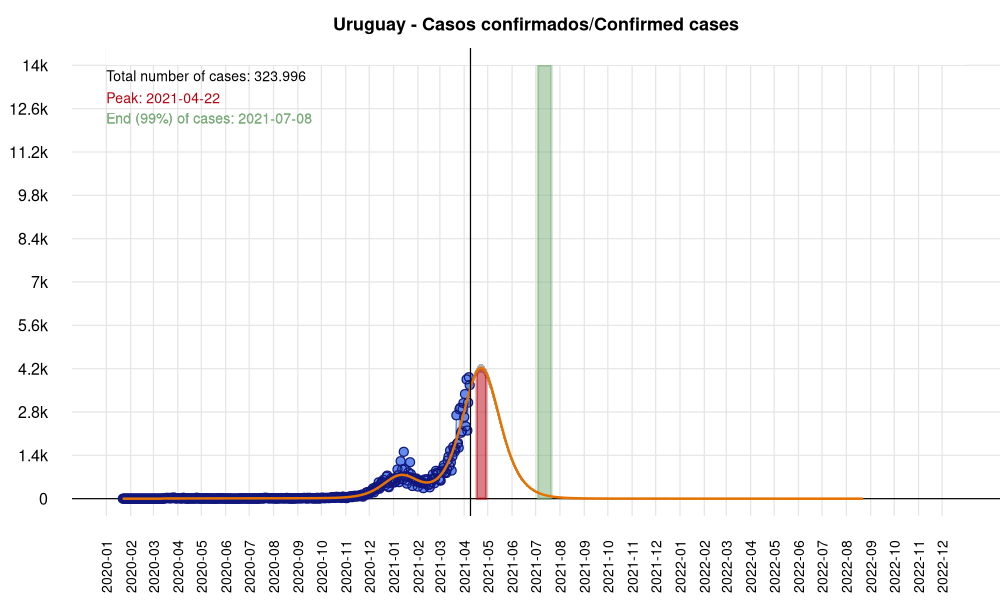 Uruguay - Casos confirmados/Confirmed cases
Total number of cases: 323.996
Peak: 2021-04-22
End (99%) of cases: 2021-07-08
14k
12.6k
11.2k
9.8k
8.4k
7k
5.6k
4.2k
2.8k
1.4k
0
2020-01
2020-02
2020-03
2020-04
2020-05
2020-06
2020-07
2020-08
2020-09
2020-10
2020-11
2020-12
2021-01
2021-02
2021-03
2021-04
2021-05
2021-06
2021-07
2021-08
2021-09
2021-10
2021-11
2021-12
2022-01
2022-02
2022-03
2022-04
2022-05
2022-06
2022-07
2022-08
2022-09
2022-10
2022-11
2022-12